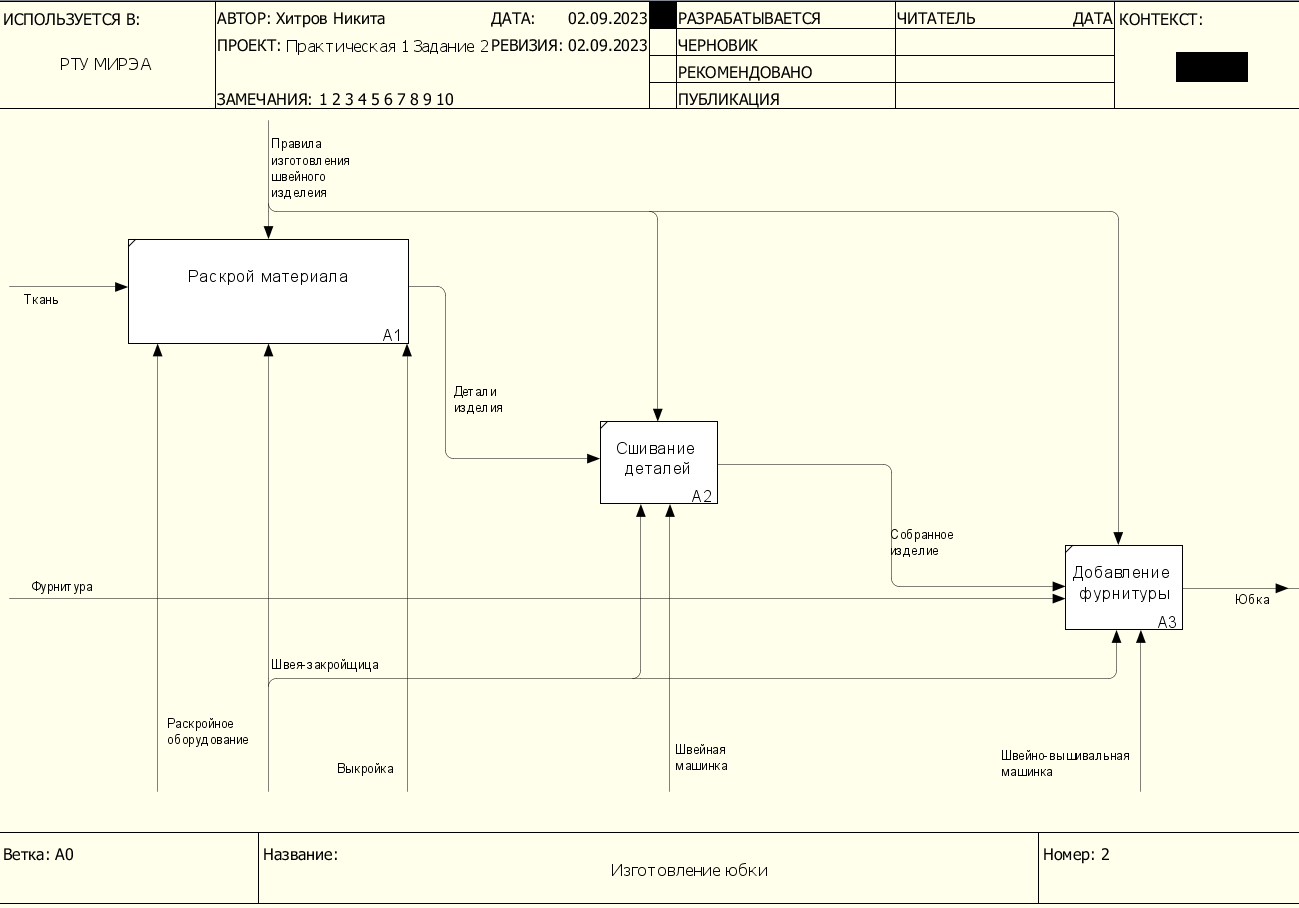 ИСПОЛЬЗУЕТСЯ В:
РТУ МИРЭА
АВТОР: Хитров Никита
ДАТА: 02.09.2023
ПРОЕКТ: Практическая 1 Задание 2
РЕВИЗИЯ: 02.09.2023
ЗАМЕЧАНИЯ: 1 2 3 4 5 6 7 8 9 10
РАЗРАБАТЫВАЕТСЯ
ЧЕРНОВИК
РЕКОМЕНДОВАНО
ПУБЛИКАЦИЯ
ЧИТАТЕЛЬ
ДАТА
КОНТЕКСТ:
Правила
изготовления
швейного
изделеия
Раскрой материала
A1
Ткань
Детали
изделия
Сшивание
деталей
A2
Собранное
изделие
Фурнитура
Добавление
фурнитуры
A3
Юбка
Швея-закройщица
Раскройное
оборудование
Выкройка
Швейная
машинка
Швейно-вышивальная
машинка
Ветка: A0
Название:
Изготовление юбки
Номер: 2